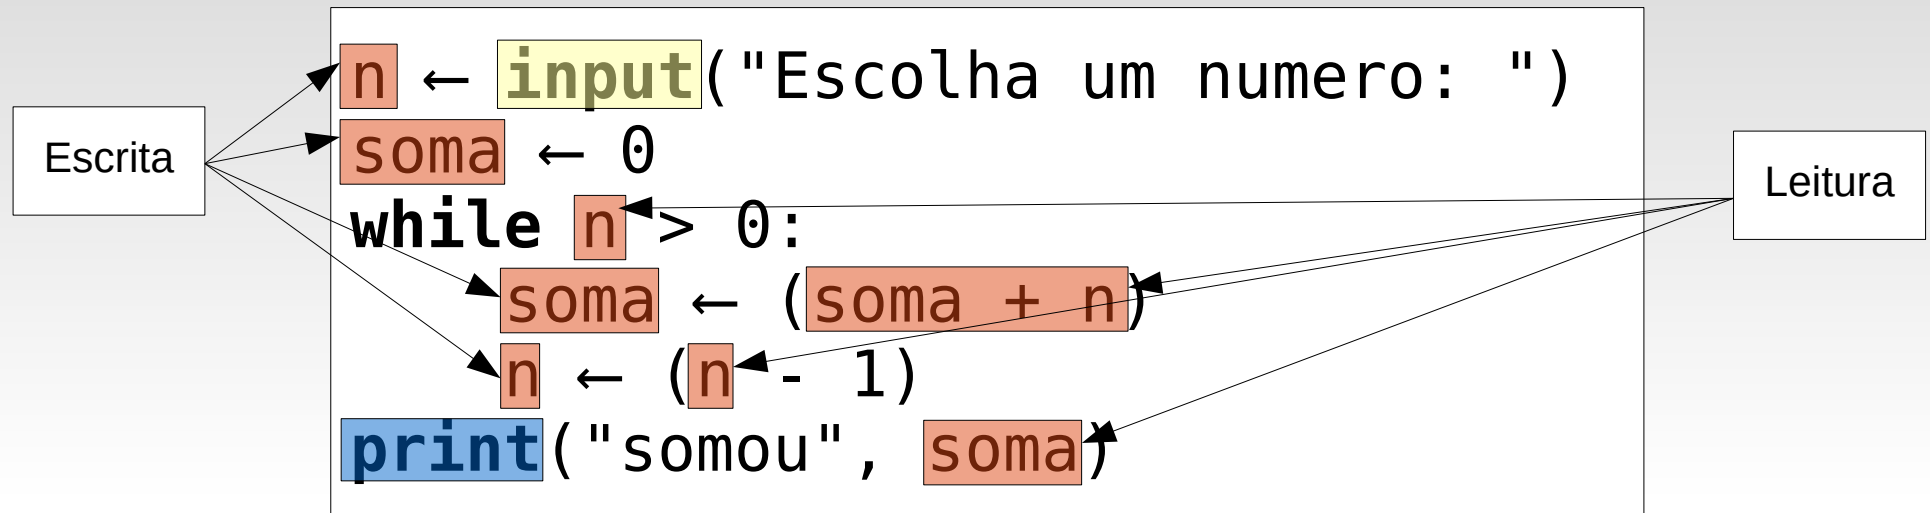 n ← input("Escolha um numero: ")
Escrita
soma ← 0
Leitura
while n > 0:
soma ← (soma + n)
n ← (n - 1)
print("somou", soma)